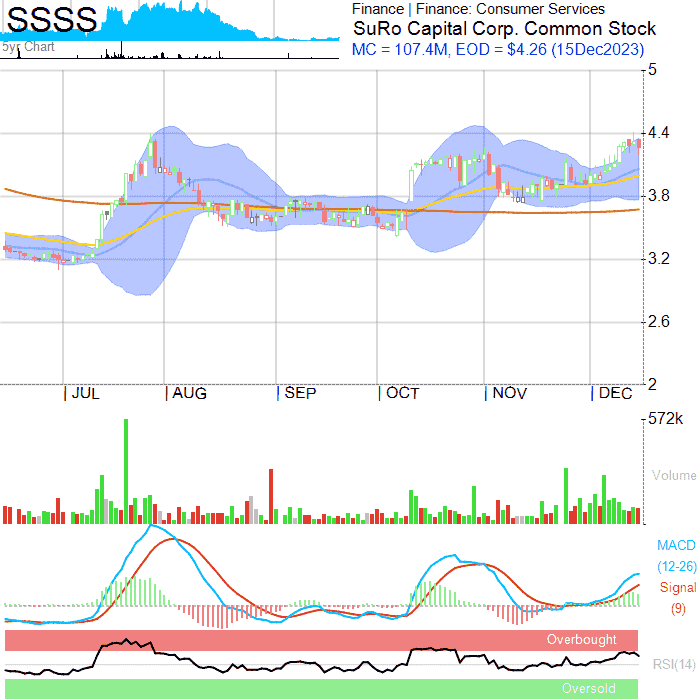 SSSS
5yr Chart
Finance | Finance: Consumer Services
SuRo Capital Corp. Common Stock
MC = 107.4M, EOD = $4.26 (15Dec2023)
5
4.4
3.8
3.2
2.6
2
JUL AUG SEP OCT NOV DEC
572k
Volume
MACD
(12-26)
Signal
(9)
Overbought
RSI(14)
Oversold